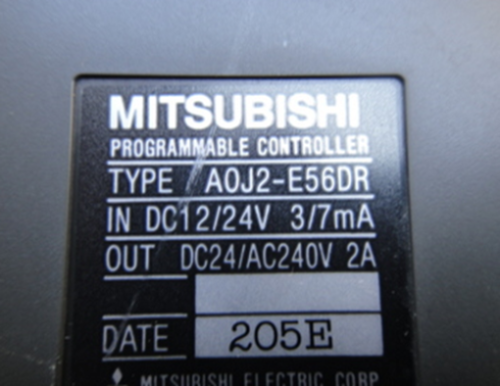 MITSUBISHI
PROGRAMMABLE CONTROLLER
TYPE AOJ2-E56DR
IN DC12/24V 3/7mA
OUT DC24/AC240V 2A
DATE 205E
MITSUBISHI ELECTRIC CORP